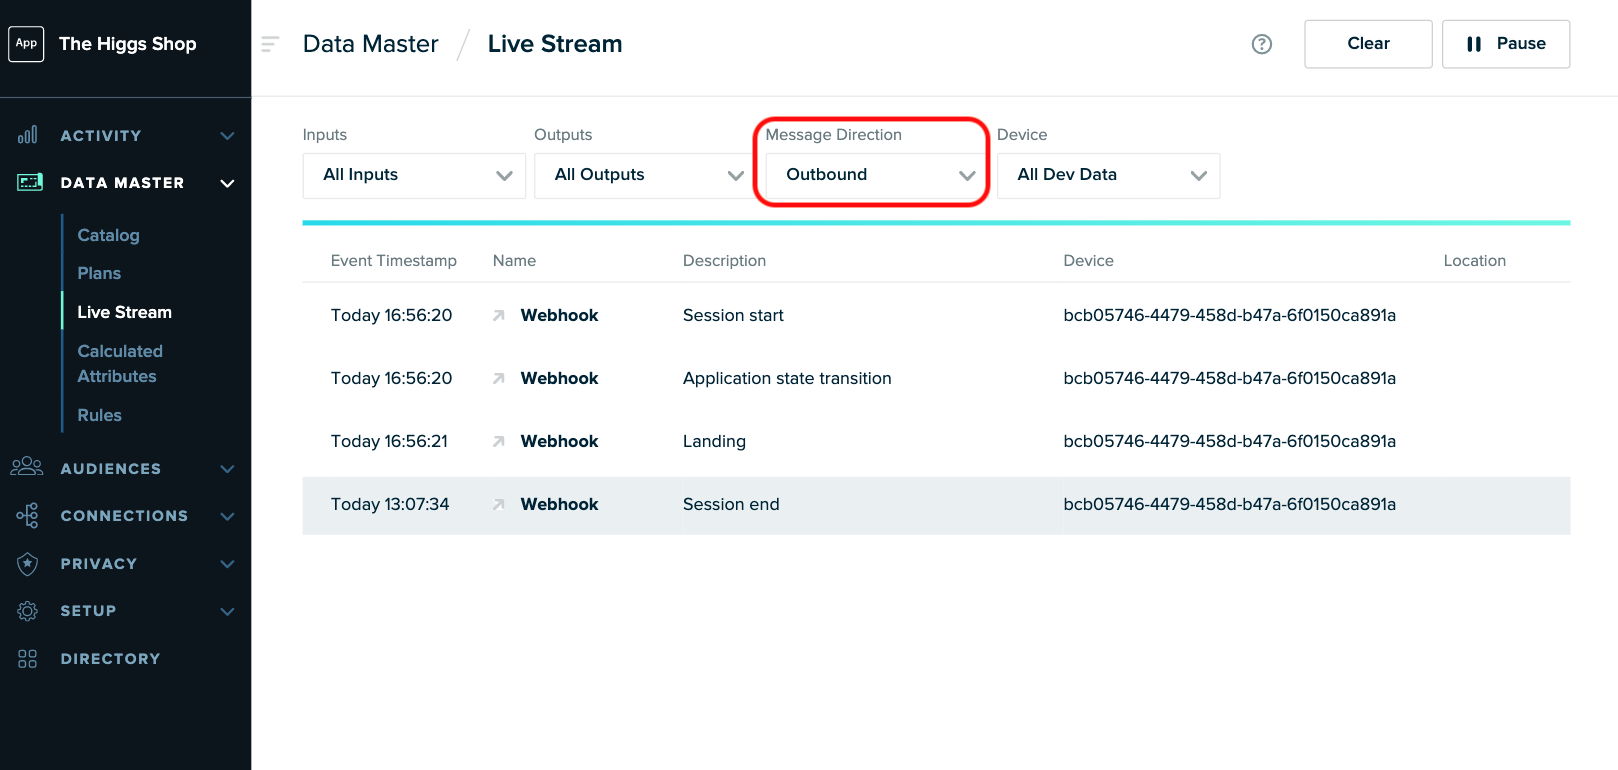 App The Higgs Shop
ACTIVITY
DATA MASTER
Catalog
Plans
Live Stream
Calculated
Attributes
Rules
AUDIENCES
CONNECTIONS
PRIVACY
SETUP
DIRECTORY
Data Master / Live Stream
? Clear Pause
Inputs Outputs Message Direction Device
All Inputs All Outputs Outbound All Dev Data
Event Timestamp Name Description Device Location
Today 16:56:20 Webhook Session start bcb05746-4479-458d-b47a-6f0150ca891a
Today 16:56:20 Webhook Application state transition bcb05746-4479-458d-b47a-6f0150ca891a
Today 16:56:21 Webhook Landing bcb05746-4479-458d-b47a-6f0150ca891a
Today 13:07:34 Webhook Session end bcb05746-4479-458d-b47a-6f0150ca891a